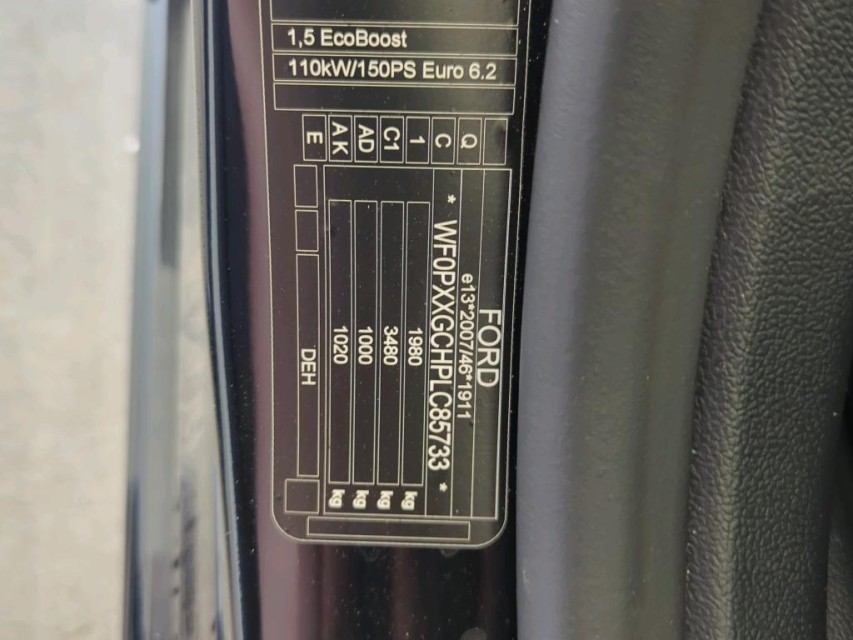 1,5 EcoBoost
110kW/150PS Euro 6.2
E
A K
AD
C1
1
C
Q
FORD
e13*2007/46*1911
* WF0PXXGCHPLC85733 *
1980 kg
3480 kg
1000 kg
1020 kg
DEH